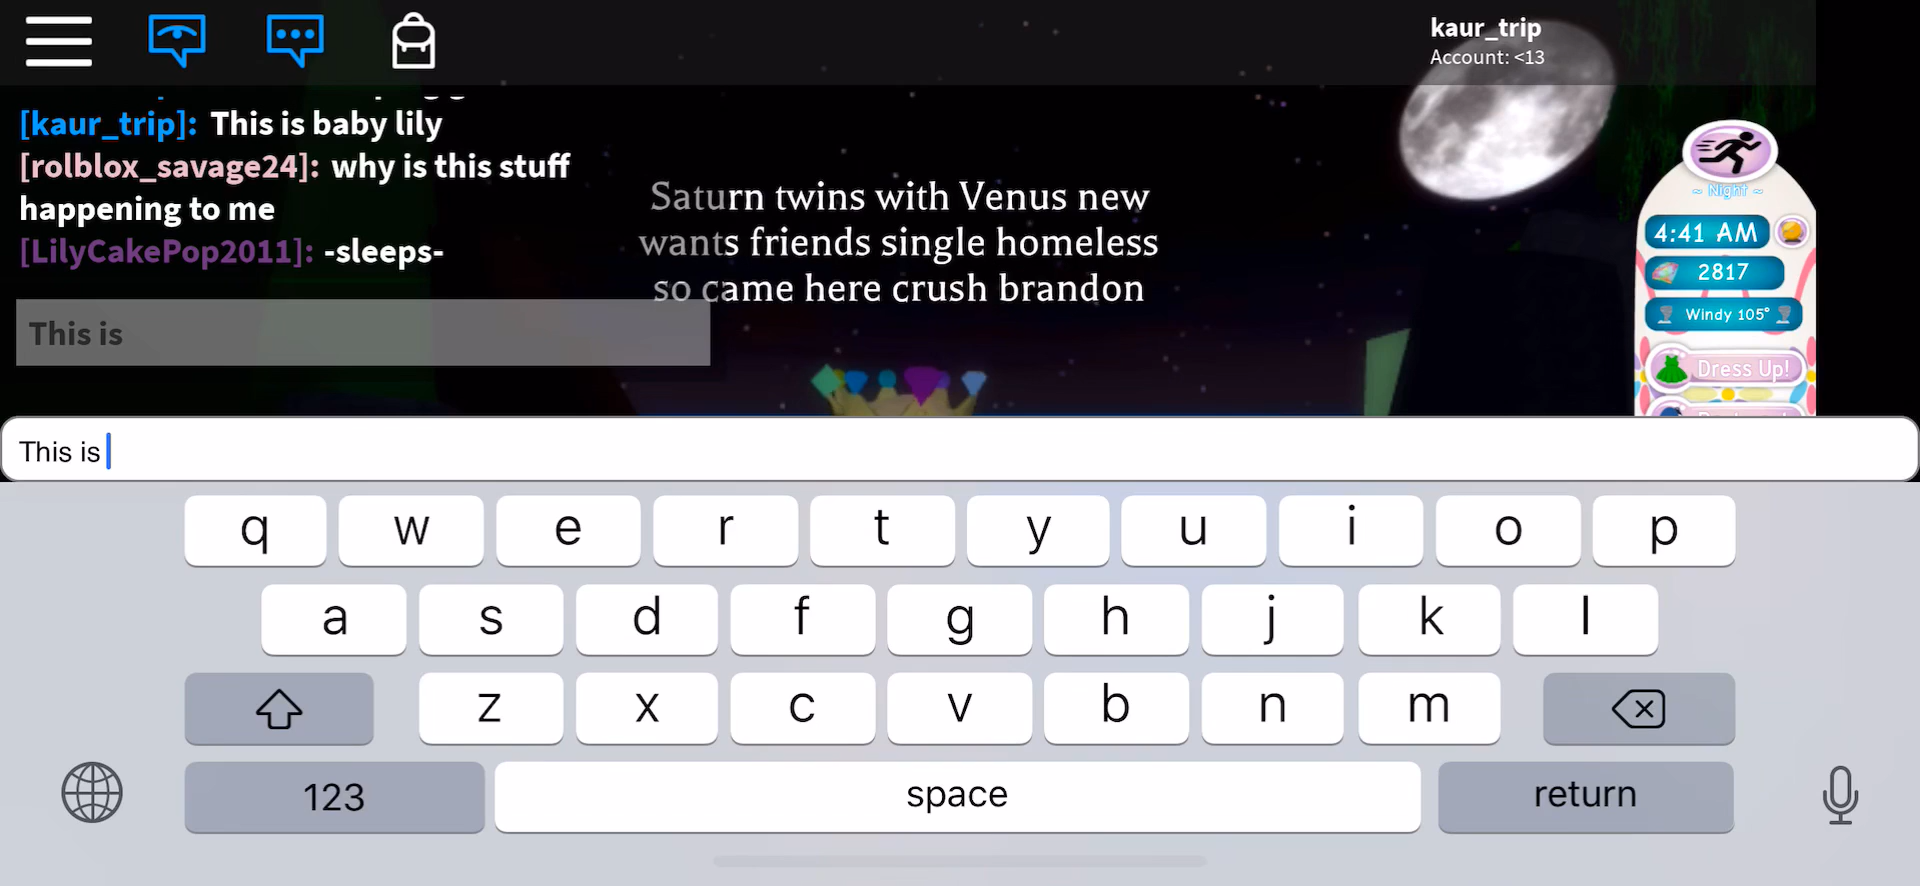 kaur_trip
Account: <13
[kaur_trip]: This is baby lily
[rolblox_savage24]: why is this stuff
happening to me
[LilyCakePop2011]: -sleeps-
This is
Saturn twins with Venus new
wants friends single homeless
so came here crush brandon
~ Night ~
4:41 AM
2817
Windy 105°
Dress Up!
This is
q w e r t y u i o p
a s d f g h j k l
z x c v b n m
123 space return